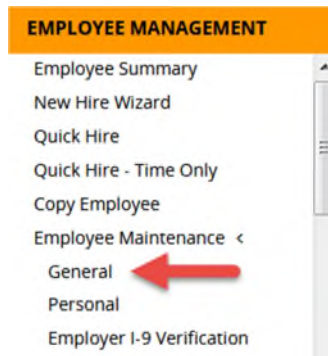 EMPLOYEE MANAGEMENT
Employee Summary
New Hire Wizard
Quick Hire
Quick Hire - Time Only
Copy Employee
Employee Maintenance <
General
Personal
Employer I-9 Verification